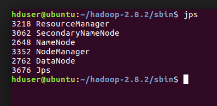 hduser@ubuntu:~/hadoop-2.8.2/sbin$ jps
3218 ResourceManager
3062 SecondaryNameNode
2648 NameNode
3352 NodeManager
2762 DataNode
3676 Jps
hduser@ubuntu:~/hadoop-2.8.2/sbin$